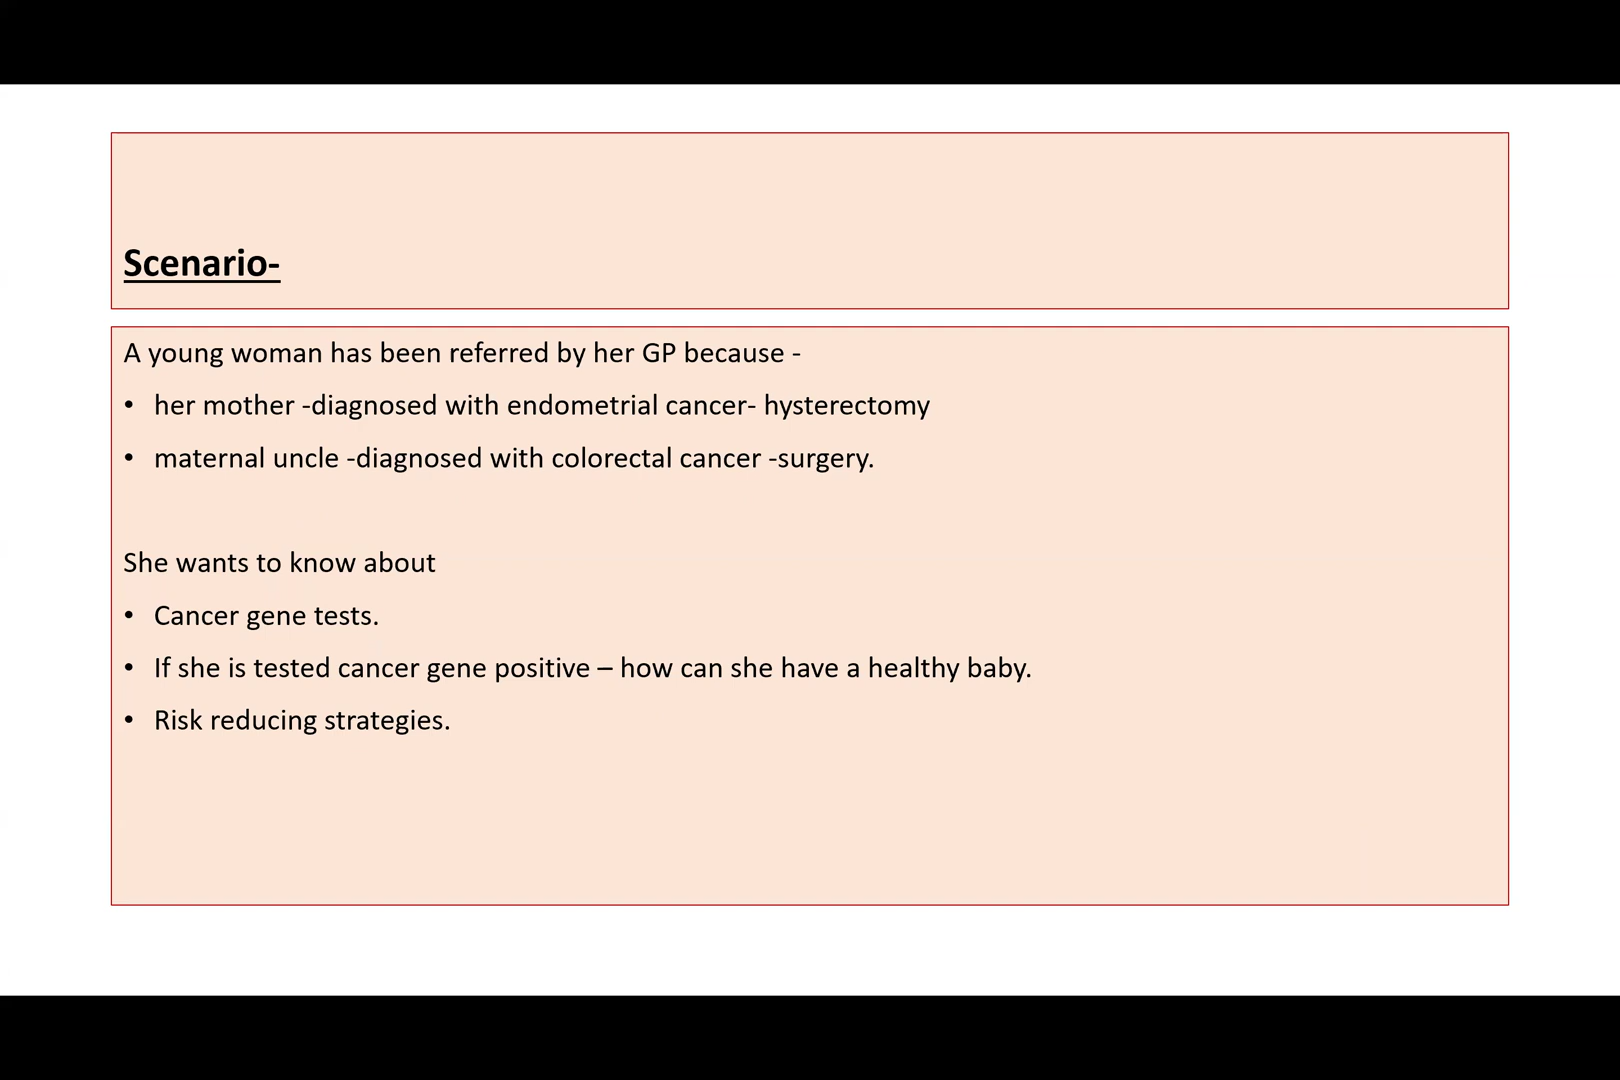 Scenario-
A young woman has been referred by her GP because -
• her mother -diagnosed with endometrial cancer- hysterectomy
• maternal uncle -diagnosed with colorectal cancer -surgery.
She wants to know about
• Cancer gene tests.
• If she is tested cancer gene positive – how can she have a healthy baby.
• Risk reducing strategies.